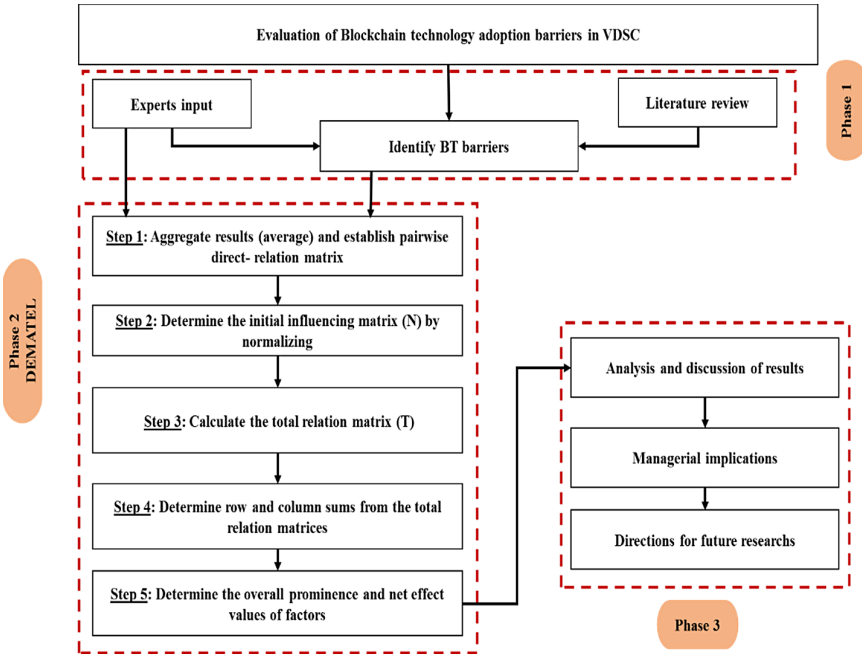 Evaluation of Blockchain technology adoption barriers in VDSC
Phase 1
Experts input
Literature review
Identify BT barriers
Phase 2
DEMATEL
Step 1: Aggregate results (average) and establish pairwise
direct- relation matrix
Step 2: Determine the initial influencing matrix (N) by
normalizing
Step 3: Calculate the total relation matrix (T)
Step 4: Determine row and column sums from the total
relation matrices
Step 5: Determine the overall prominence and net effect
values of factors
Analysis and discussion of results
Managerial implications
Directions for future researchs
Phase 3